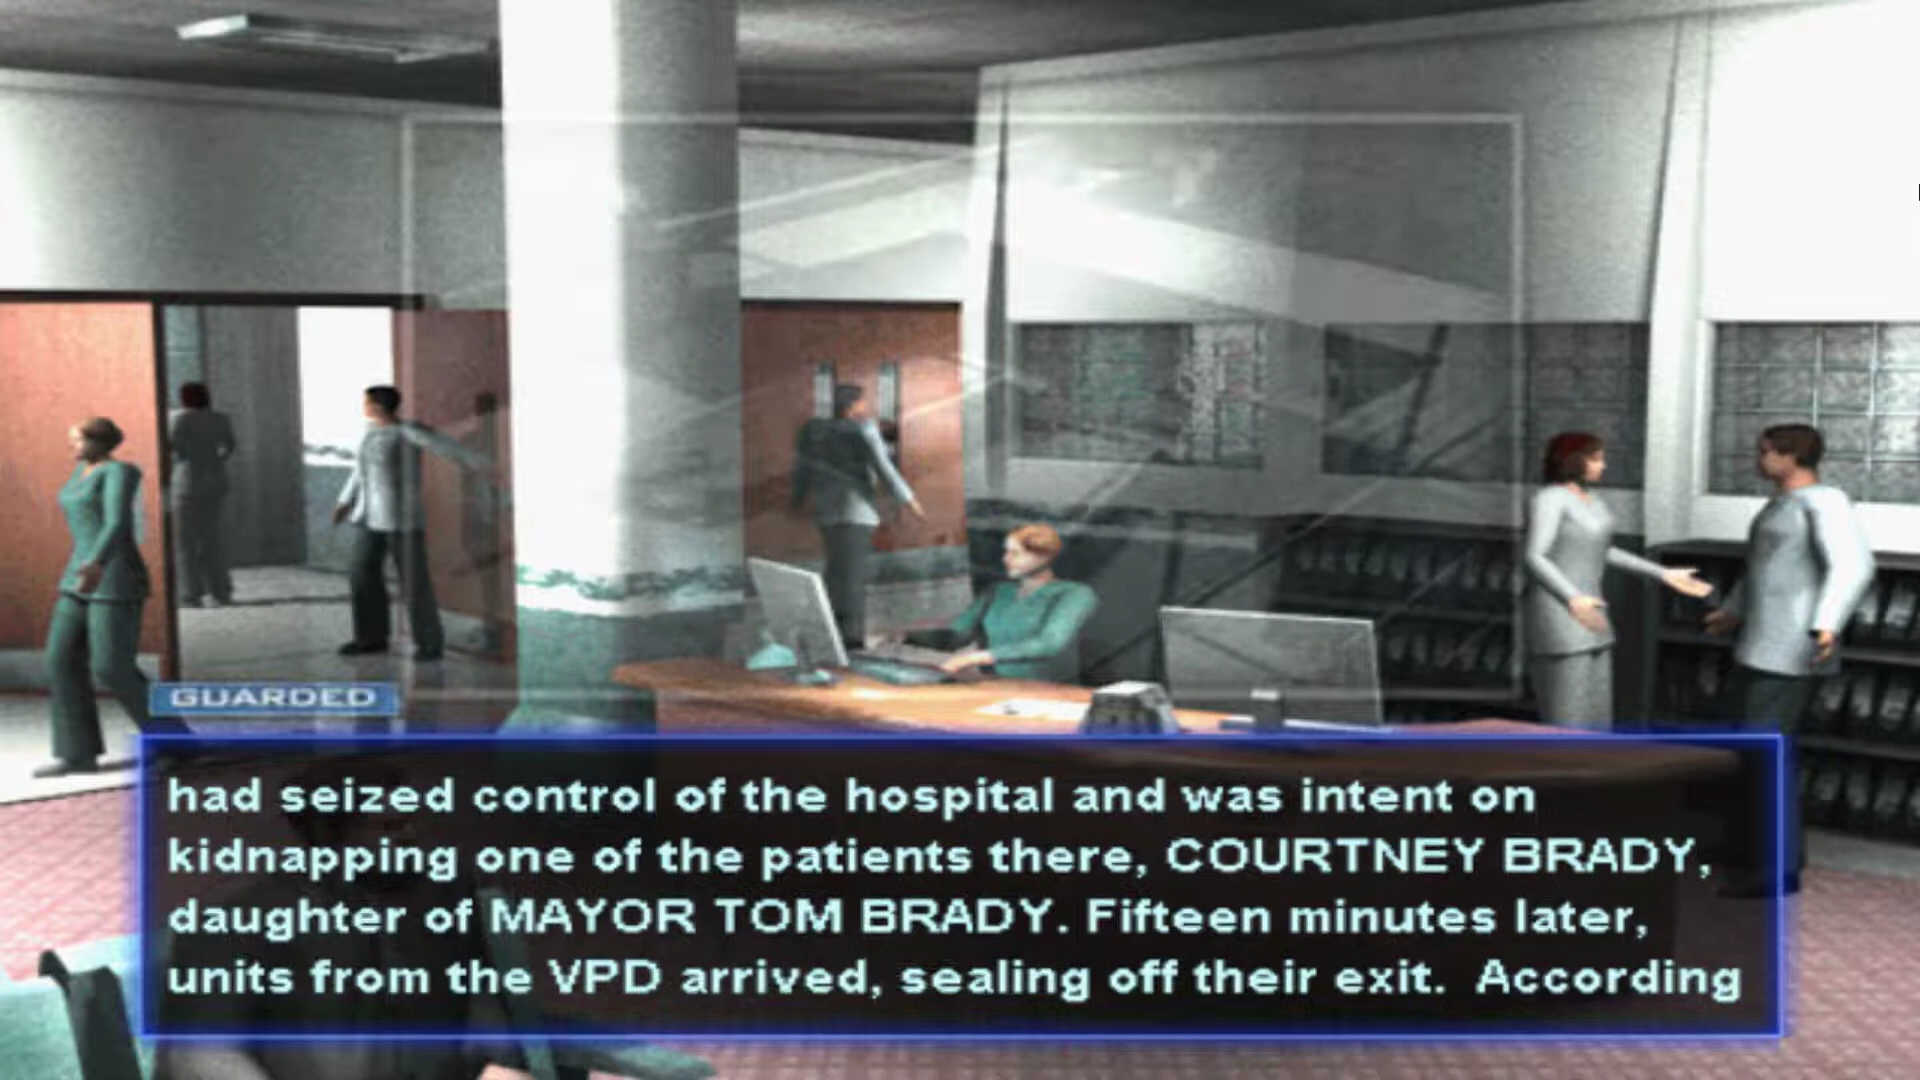 GUARDED
had seized control of the hospital and was intent on
kidnapping one of the patients there, COURTNEY BRADY,
daughter of MAYOR TOM BRADY. Fifteen minutes later,
units from the VPD arrived, sealing off their exit. According